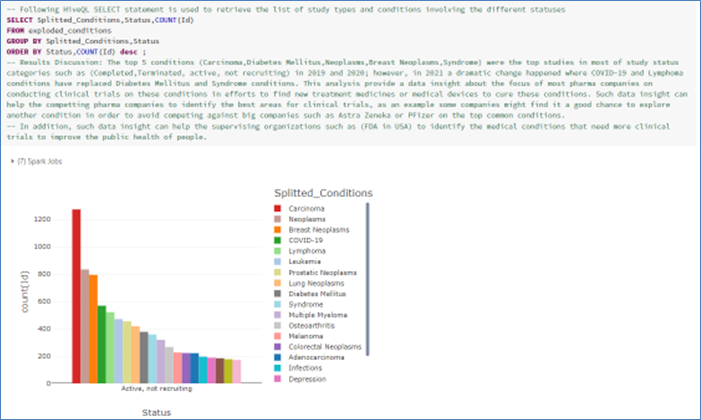 -- Following HiveQL SELECT statement is used to retrieve the list of study types and conditions involving the different statuses
SELECT Splitted_Conditions,Status,COUNT(Id)
FROM exploded_conditions
GROUP BY Splitted_Conditions,Status
ORDER BY Status,COUNT(Id) desc ;
-- Results Discussion: The top 5 conditions (Carcinoma,Diabetes Mellitus,Neoplasms,Breast Neoplasms,Syndrome) were the top studies in most of study status
categories such as (Completed,Terminated, active, not recruiting) in 2019 and 2020; however, in 2021 a dramatic change happened where COVID-19 and Lymphoma
conditions have replaced Diabetes Mellitus and Syndrome conditions. This analysis provide a data insight about the focus of most pharma companies on
conducting clinical trials on these conditions in efforts to find new treatment medicines or medical devices to cure these conditions. Such data insight can
help the competting pharma companies to identify the best areas for clinical trials, as an example some companies might find it a good chance to explore
another condition in order to avoid competing against big companies such as Astra Zeneka or PFizer on the top common conditions.
-- In addition, such data insight can help the supervising organizations such as (FDA in USA) to identify the medical conditions that need more clinical
trials to improve the public health of people.
(7) Spark Jobs
Splitted_Conditions
Carcinoma
Neoplasms
Breast Neoplasms
COVID-19
Lymphoma
Leukemia
Prostatic Neoplasms
Lung Neoplasms
Diabetes Mellitus
Syndrome
Multiple Myeloma
Osteoarthritis
Melanoma
Colorectal Neoplasms
Adenocarcinoma
Infections
Depression
count(Id)
1200
1000
800
600
400
200
0
Active, not recruiting
Status